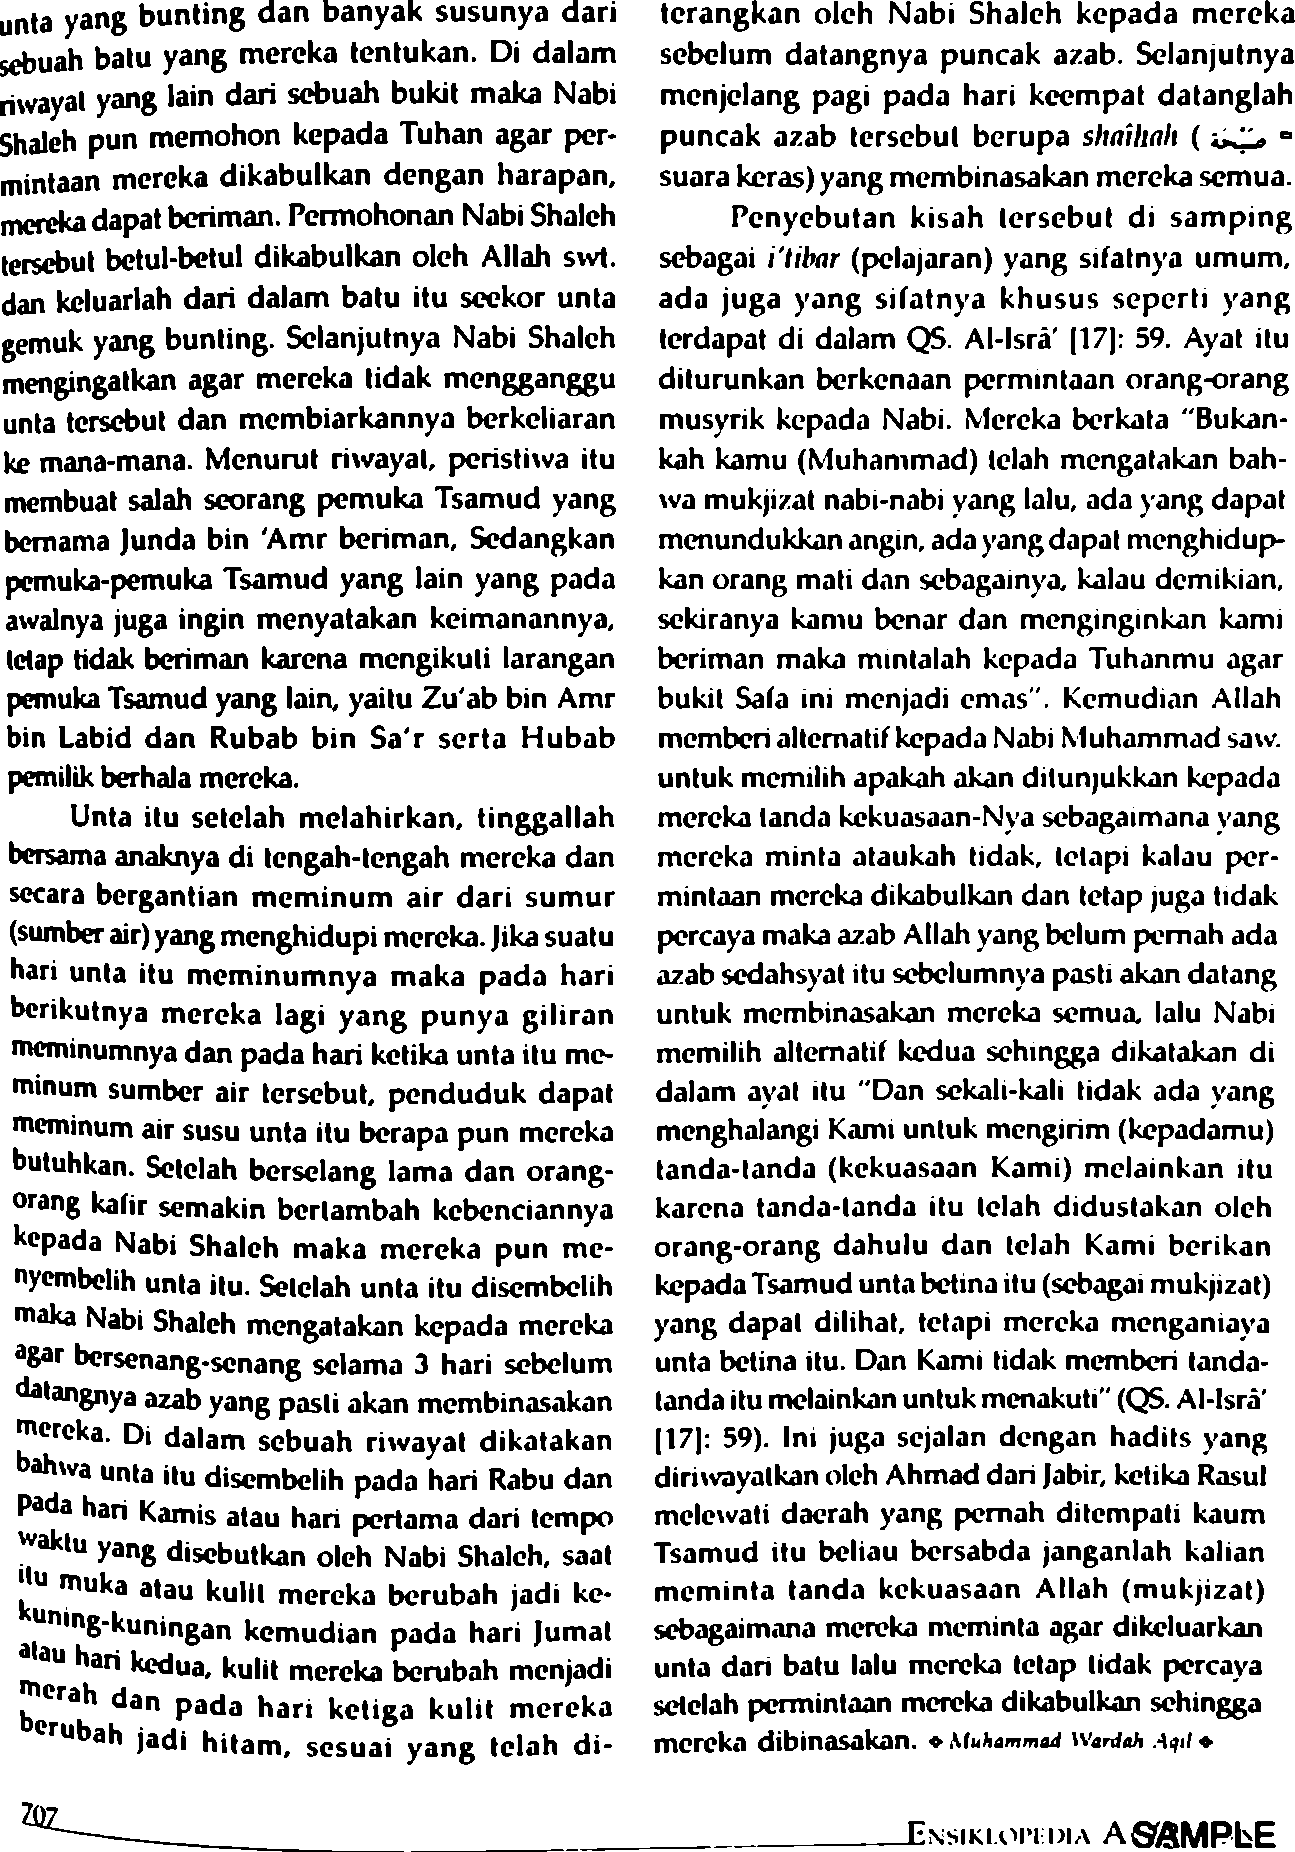 unta yang bunting dan banyak susunya dari
sebuah batu yang mereka tentukan. Di dalam
riwayat yang lain dari sebuah bukit maka Nabi
Shaleh pun memohon kepada Tuhan agar per-
mintaan mereka dikabulkan dengan harapan,
mereka dapat beriman. Permohonan Nabi Shaleh
tersebut betul-betul dikabulkan oleh Allah swt.
dan keluarlah dari dalam batu itu seekor unta
gemuk yang bunting. Selanjutnya Nabi Shaleh
mengingatkan agar mereka tidak mengganggu
unta tersebut dan membiarkannya berkeliaran
ke mana-mana. Menurut riwayat, peristiwa itu
membuat salah seorang pemuka Tsamud yang
bernama Junda bin 'Amr beriman, Sedangkan
pemuka-pemuka Tsamud yang lain yang pada
awalnya juga ingin menyatakan keimanannya,
tetap tidak beriman karena mengikuti larangan
pemuka Tsamud yang lain, yaitu Zu'ab bin Amr
bin Labid dan Rubab bin Sa'r serta Hubab
pemilik berhala mereka.
Unta itu setelah melahirkan, tinggallah
bersama anaknya di tengah-tengah mereka dan
secara bergantian meminum air dari sumur
(sumber air) yang menghidupi mereka. Jika suatu
hari unta itu meminumnya maka pada hari
berikutnya mereka lagi yang punya giliran
meminumnya dan pada hari ketika unta itu me-
minum sumber air tersebut, penduduk dapat
meminum air susu unta itu berapa pun mereka
butuhkan. Setelah berselang lama dan orang-
orang kafir semakin bertambah kebenciannya
kepada Nabi Shaleh maka mereka pun me-
nyembelih unta itu. Setelah unta itu disembelih
maka Nabi Shaleh mengatakan kepada mereka
agar bersenang-senang selama 3 hari sebelum
datangnya azab yang pasti akan membinasakan
mereka. Di dalam sebuah riwayat dikatakan
bahwa unta itu disembelih pada hari Rabu dan
pada hari Kamis atau hari pertama dari tempo
waktu yang disebutkan oleh Nabi Shaleh, saat
itu muka atau kulit mereka berubah jadi ke-
kuning-kuningan kemudian pada hari Jumat
atau hari kedua, kulit mereka berubah menjadi
merah dan pada hari ketiga kulit mereka
berubah jadi hitam, sesuai yang telah di-
terangkan oleh Nabi Shaleh kepada mereka
sebelum datangnya puncak azab. Selanjutnya
menjelang pagi pada hari keempat datanglah
puncak azab tersebut berupa shaîhah ( صَيْحَة =
suara keras) yang membinasakan mereka semua.
Penyebutan kisah tersebut di samping
sebagai i'tibar (pelajaran) yang sifatnya umum,
ada juga yang sifatnya khusus seperti yang
terdapat di dalam QS. Al-Isrâ' [17]: 59. Ayat itu
diturunkan berkenaan permintaan orang-orang
musyrik kepada Nabi. Mereka berkata "Bukan-
kah kamu (Muhammad) telah mengatakan bah-
wa mukjizat nabi-nabi yang lalu, ada yang dapat
menundukkan angin, ada yang dapat menghidup-
kan orang mati dan sebagainya, kalau demikian,
sekiranya kamu benar dan menginginkan kami
beriman maka mintalah kepada Tuhanmu agar
bukit Safa ini menjadi emas". Kemudian Allah
memberi alternatif kepada Nabi Muhammad saw.
untuk memilih apakah akan ditunjukkan kepada
mereka tanda kekuasaan-Nya sebagaimana yang
mereka minta ataukah tidak, tetapi kalau per-
mintaan mereka dikabulkan dan tetap juga tidak
percaya maka azab Allah yang belum pernah ada
azab sedahsyat itu sebelumnya pasti akan datang
untuk membinasakan mereka semua, lalu Nabi
memilih alternatif kedua sehingga dikatakan di
dalam ayat itu "Dan sekali-kali tidak ada yang
menghalangi Kami untuk mengirim (kepadamu)
tanda-tanda (kekuasaan Kami) melainkan itu
karena tanda-tanda itu telah didustakan oleh
orang-orang dahulu dan telah Kami berikan
kepada Tsamud unta betina itu (sebagai mukjizat)
yang dapat dilihat, tetapi mereka menganiaya
unta betina itu. Dan Kami tidak memberi tanda-
tanda itu melainkan untuk menakuti" (QS. Al-Isrâ'
[17]: 59). Ini juga sejalan dengan hadits yang
diriwayatkan oleh Ahmad dari Jabir, ketika Rasul
melewati daerah yang pernah ditempati kaum
Tsamud itu beliau bersabda janganlah kalian
meminta tanda kekuasaan Allah (mukjizat)
sebagaimana mereka meminta agar dikeluarkan
unta dari batu lalu mereka tetap tidak percaya
setelah permintaan mereka dikabulkan sehingga
mereka dibinasakan. ⌖ Muhammad Wardah Aqil ⌖
707
ENSIKLOPEDIA A
SAMPLE